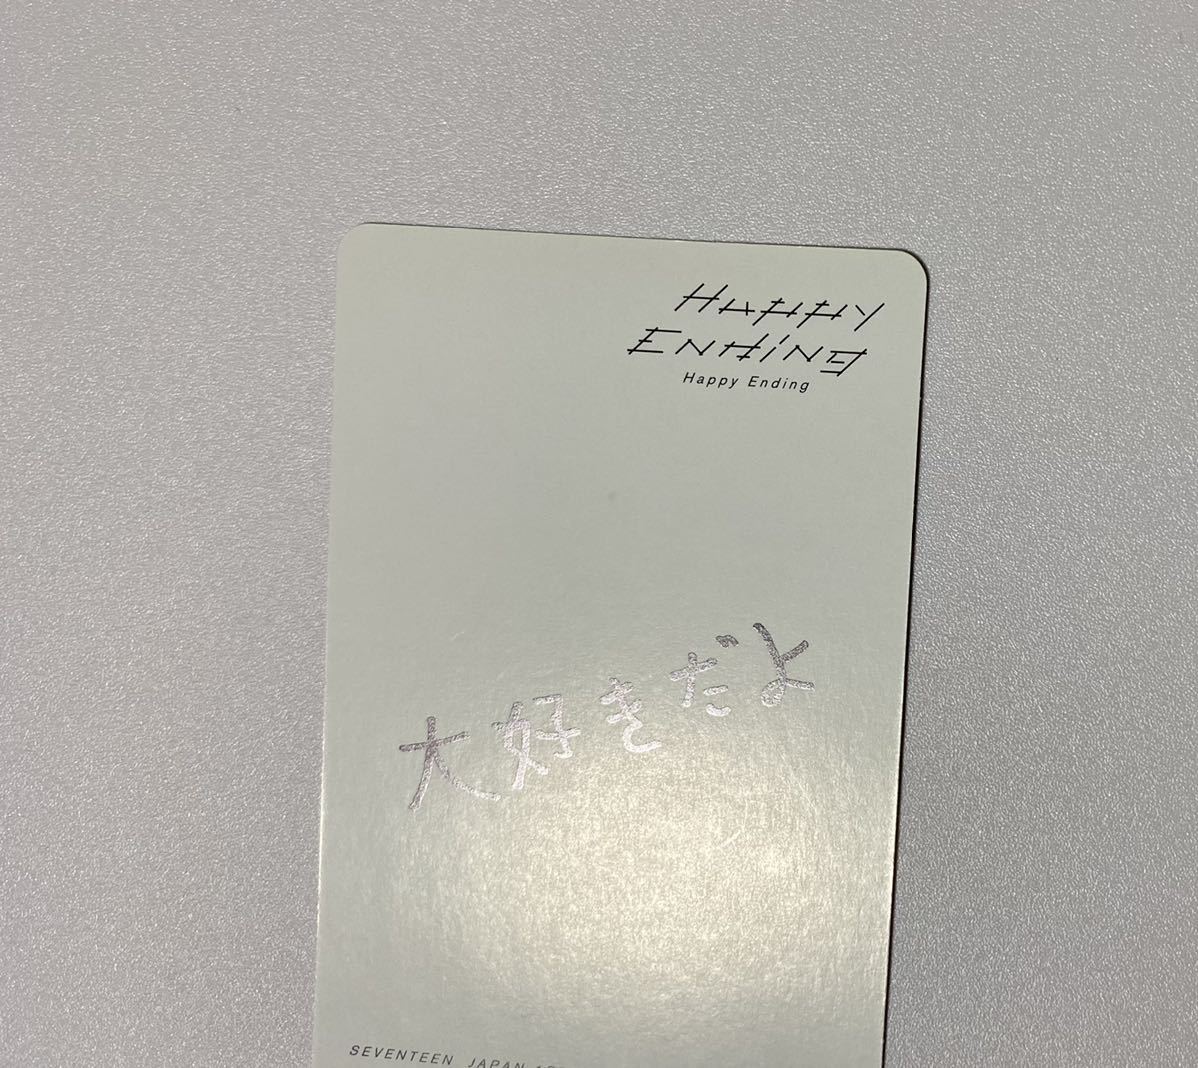 HAPPY
ENDING
Happy Ending
大好きだよ
SEVENTEEN JAPAN